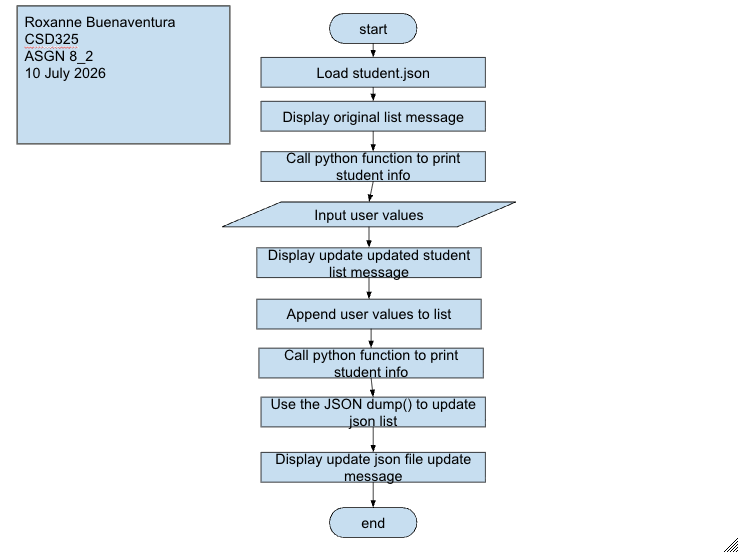 Roxanne Buenaventura
CSD325
ASGN 8_2
10 July 2026
start
Load student.json
Display original list message
Call python function to print
student info
Input user values
Display update updated student
list message
Append user values to list
Call python function to print
student info
Use the JSON dump() to update
json list
Display update json file update
message
end